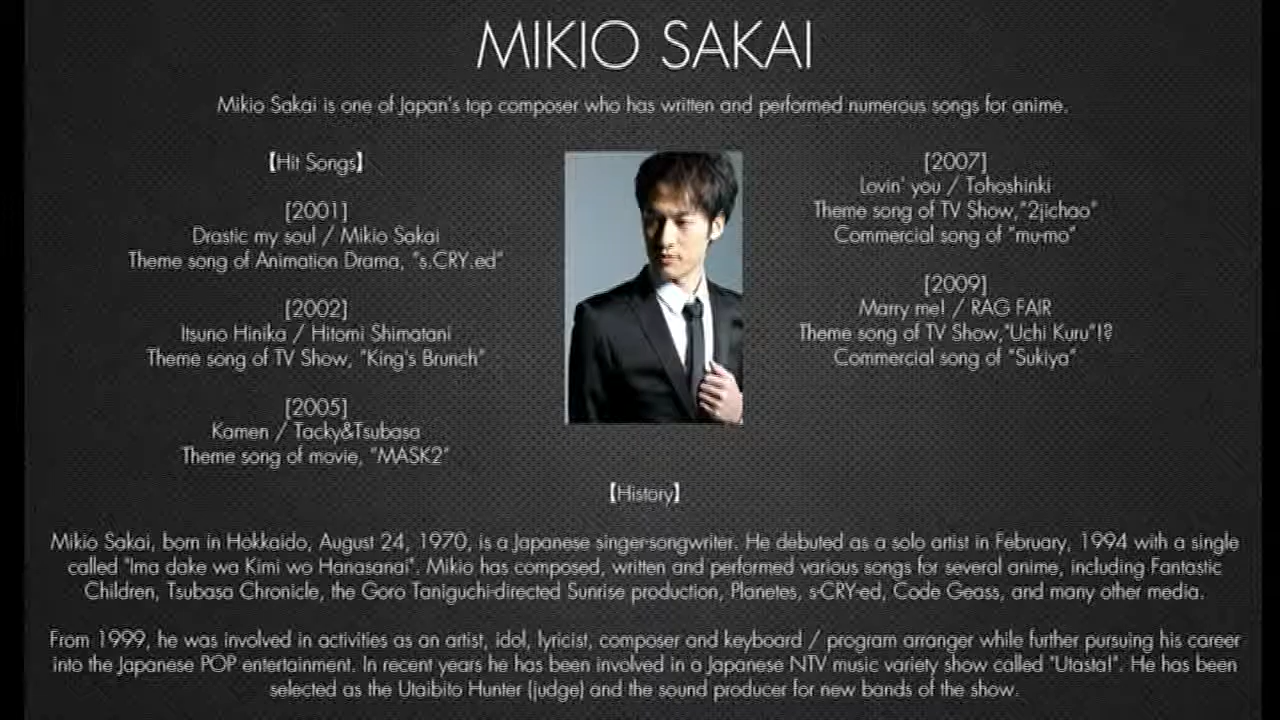 MIKIO SAKAI
Mikio Sakai is one of Japan's top composer who has written and performed numerous songs for anime.
【Hit Songs】
[2001]
Drastic my soul / Mikio Sakai
Theme song of Animation Drama, "s.CRY.ed"
[2002]
Itsuno Hinika / Hitomi Shimatani
Theme song of TV Show, "King's Brunch"
[2005]
Kamen / Tacky&Tsubasa
Theme song of movie, "MASK2"
[2007]
Lovin' you / Tohoshinki
Theme song of TV Show,"2jichao"
Commercial song of "mu-mo"
[2009]
Marry me! / RAG FAIR
Theme song of TV Show,"Uchi Kuru"!?
Commercial song of "Sukiya"
【History】
Mikio Sakai, born in Hokkaido, August 24, 1970, is a Japanese singer-songwriter. He debuted as a solo artist in February, 1994 with a single
called "Ima dake wa Kimi wo Hanasanai". Mikio has composed, written and performed various songs for several anime, including Fantastic
Children, Tsubasa Chronicle, the Goro Taniguchi-directed Sunrise production, Planetes, s-CRY-ed, Code Geass, and many other media.
From 1999, he was involved in activities as an artist, idol, lyricist, composer and keyboard / program arranger while further pursuing his career
into the Japanese POP entertainment. In recent years he has been involved in a Japanese NTV music variety show called "Utasta!". He has been
selected as the Utaibito Hunter (judge) and the sound producer for new bands of the show.